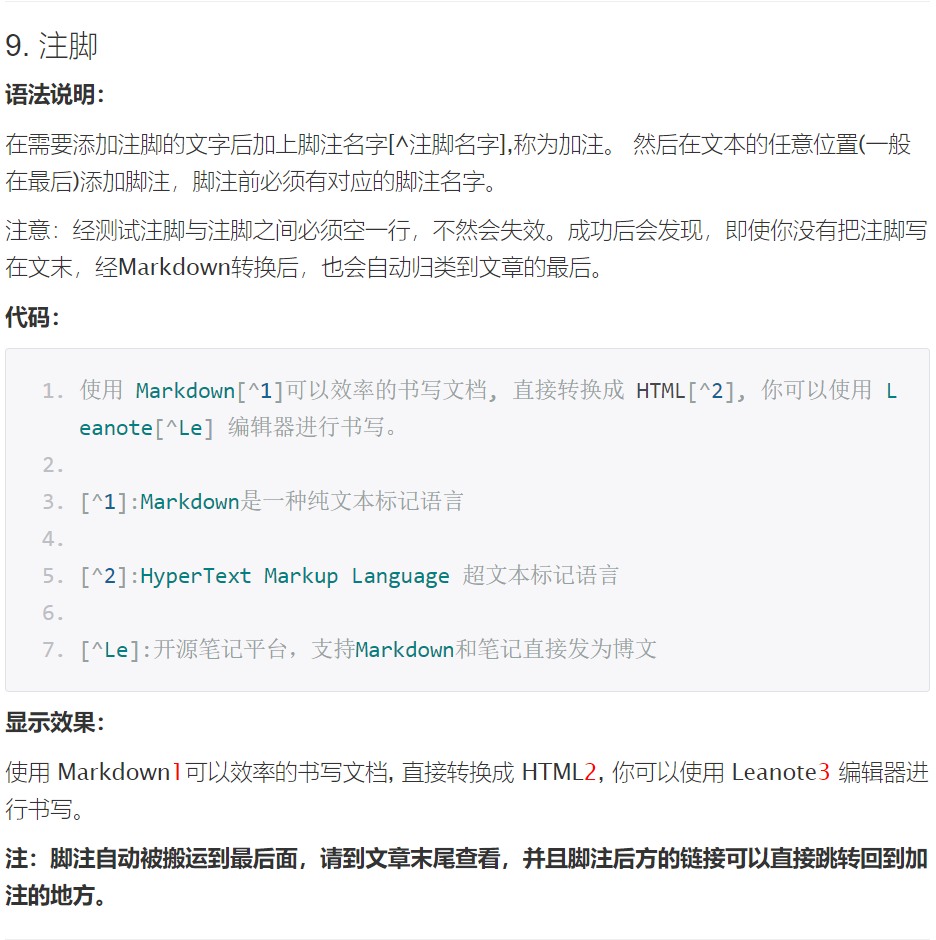 9. 注脚
语法说明：
在需要添加注脚的文字后加上脚注名字[^注脚名字],称为加注。 然后在文本的任意位置(一般
在最后)添加脚注，脚注前必须有对应的脚注名字。
注意：经测试注脚与注脚之间必须空一行，不然会失效。成功后会发现，即使你没有把注脚写
在文末，经Markdown转换后，也会自动归类到文章的最后。
代码：
1. 使用 Markdown[^1]可以效率的书写文档, 直接转换成 HTML[^2], 你可以使用 L
eanote[^Le] 编辑器进行书写。
2.
3. [^1]:Markdown是一种纯文本标记语言
4.
5. [^2]:HyperText Markup Language 超文本标记语言
6.
7. [^Le]:开源笔记平台，支持Markdown和笔记直接发为博文
显示效果：
使用 Markdown1可以效率的书写文档, 直接转换成 HTML2, 你可以使用 Leanote3 编辑器进
行书写。
注：脚注自动被搬运到最后面，请到文章末尾查看，并且脚注后方的链接可以直接跳转回到加
注的地方。